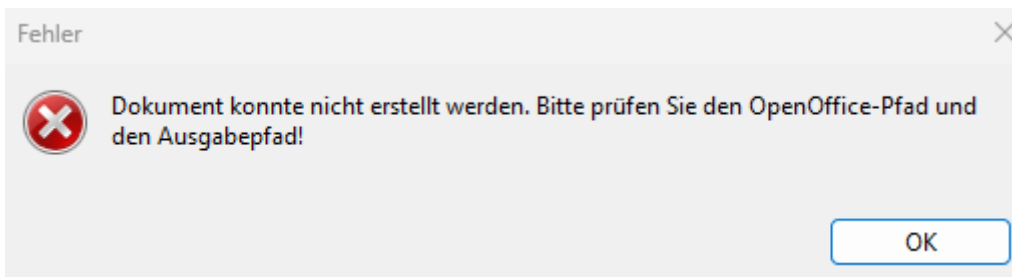 Fehler
Dokument konnte nicht erstellt werden. Bitte prüfen Sie den OpenOffice-Pfad und
den Ausgabepfad!
OK